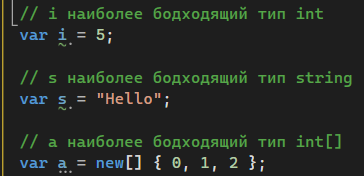 // i наиболее бодходящий тип int
var i = 5;
// s наиболее бодходящий тип string
var s = "Hello";
// a наиболее бодходящий тип int[]
var a = new[] { 0, 1, 2 };